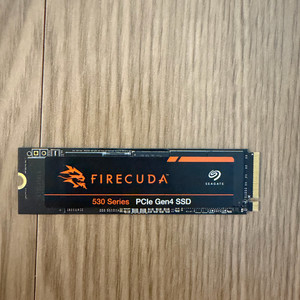 FIRECUDA
SEAGATE
530 Series PCIe Gen4 SSD